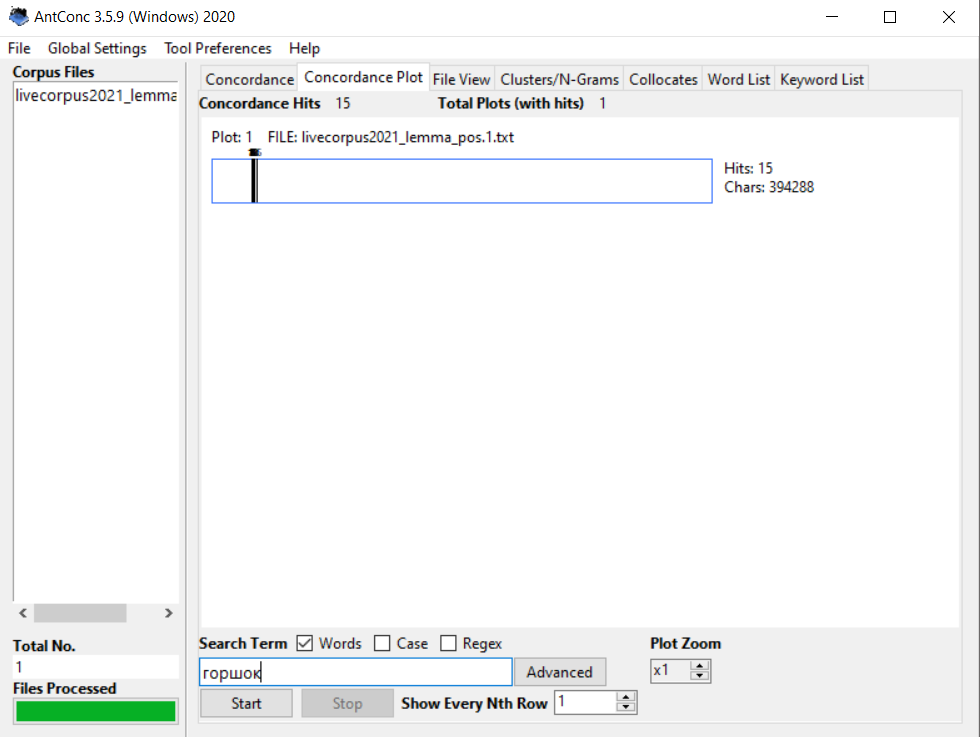 AntConc 3.5.9 (Windows) 2020
File Global Settings Tool Preferences Help
Corpus Files
livecorpus2021_lemma
Concordance Concordance Plot File View Clusters/N-Grams Collocates Word List Keyword List
Concordance Hits 15 Total Plots (with hits) 1
Plot: 1 FILE: livecorpus2021_lemma_pos.1.txt
Hits: 15
Chars: 394288
Total No.
1
Files Processed
Search Term Words Case Regex Plot Zoom
горшок Advanced x1
Start Stop Show Every Nth Row 1